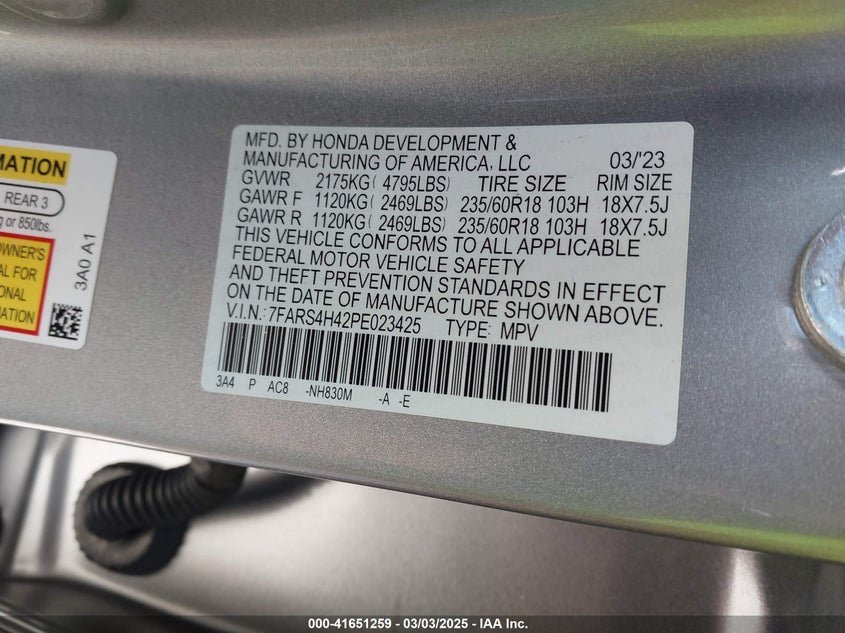 MATION
REAR 3
g or 850lbs.
OWNER'S
AL FOR
ONAL
MATION
3A0 A1
MFD. BY HONDA DEVELOPMENT &
MANUFACTURING OF AMERICA, LLC 03/'23
GVWR 2175KG( 4795LBS) TIRE SIZE RIM SIZE
GAWR F 1120KG( 2469LBS) 235/60R18 103H 18X7.5J
GAWR R 1120KG( 2469LBS) 235/60R18 103H 18X7.5J
THIS VEHICLE CONFORMS TO ALL APPLICABLE
FEDERAL MOTOR VEHICLE SAFETY
AND THEFT PREVENTION STANDARDS IN EFFECT
ON THE DATE OF MANUFACTURE SHOWN ABOVE.
V.I.N.: 7FARS4H42PE023425 TYPE: MPV
3A4 P AC8 -NH830M -A -E
000-41651259 - 03/03/2025 - IAA Inc.